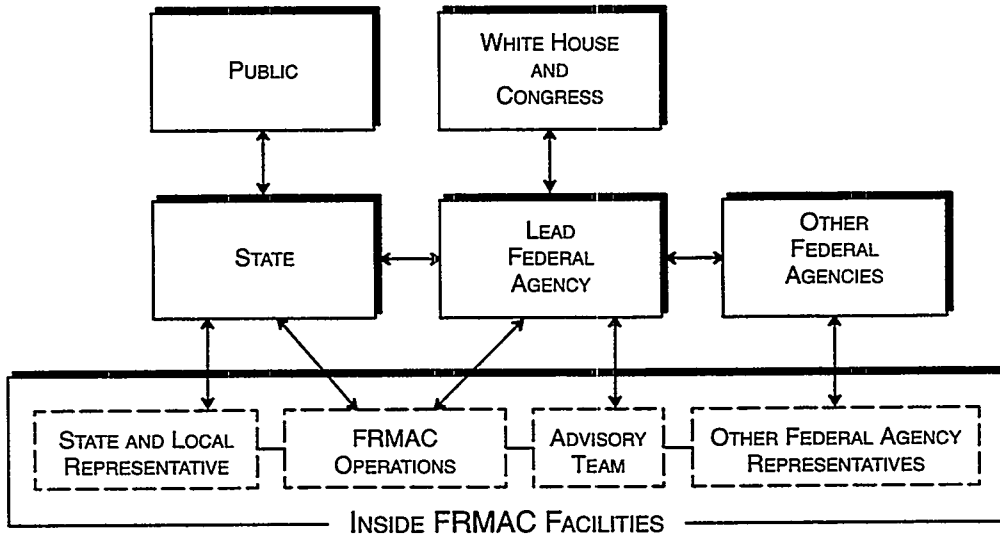 PUBLIC
WHITE HOUSE
AND
CONGRESS
STATE
LEAD
FEDERAL
AGENCY
OTHER
FEDERAL
AGENCIES
STATE AND LOCAL
REPRESENTATIVE
FRMAC
OPERATIONS
ADVISORY
TEAM
OTHER FEDERAL AGENCY
REPRESENTATIVES
INSIDE FRMAC FACILITIES